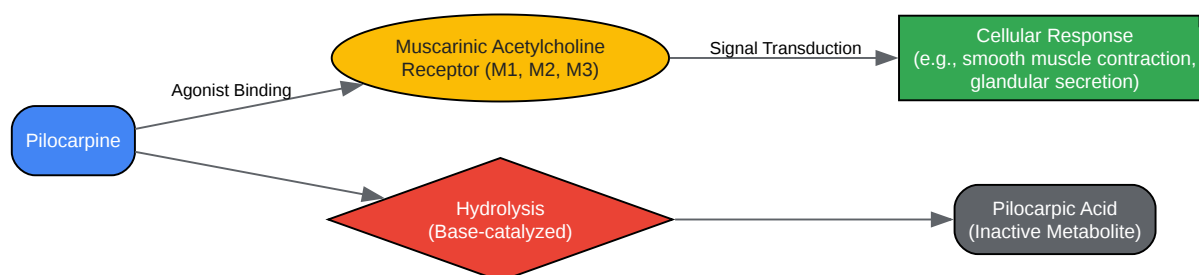 Pilocarpine
Agonist Binding
Muscarinic Acetylcholine
Receptor (M1, M2, M3)
Signal Transduction
Cellular Response
(e.g., smooth muscle contraction,
glandular secretion)
Hydrolysis
(Base-catalyzed)
Pilocarpic Acid
(Inactive Metabolite)